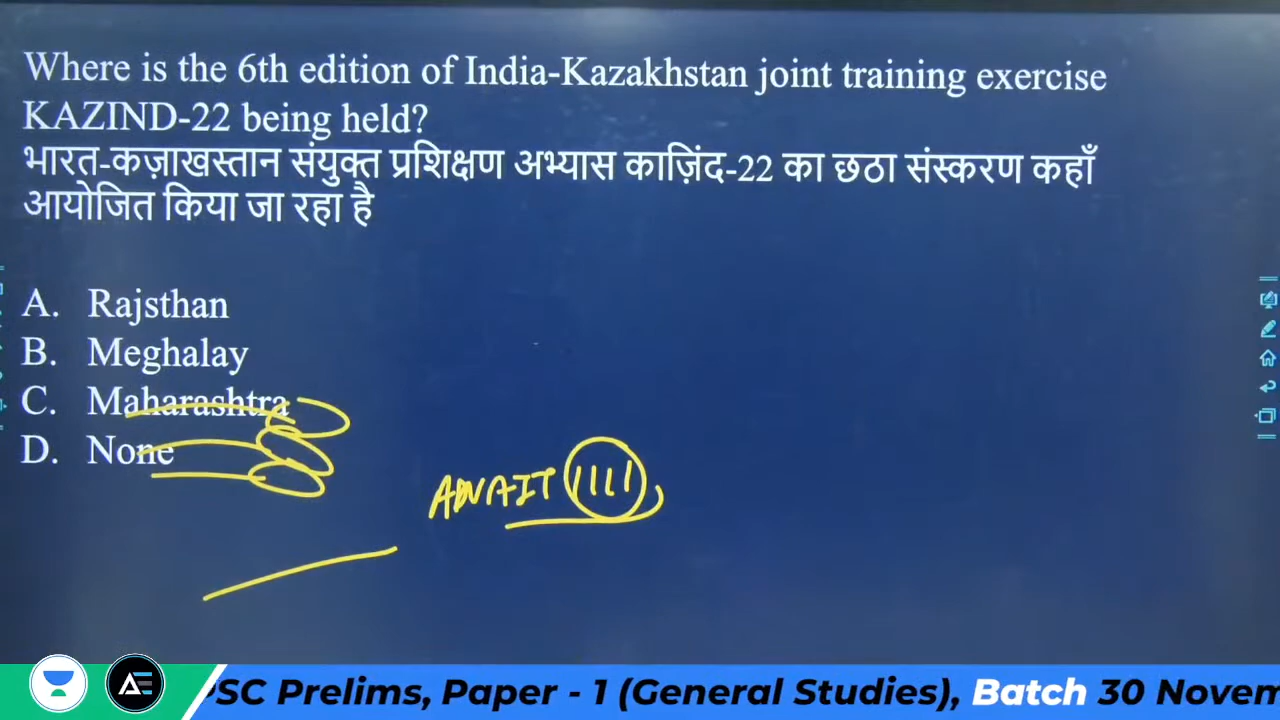 Where is the 6th edition of India-Kazakhstan joint training exercise
KAZIND-22 being held?
भारत-कज़ाखस्तान संयुक्त प्रशिक्षण अभ्यास काज़िंद-22 का छठा संस्करण कहाँ
आयोजित किया जा रहा है
A. Rajsthan
B. Meghalay
C. Maharashtra
D. None
ADVAIT 1111
PSC Prelims, Paper - 1 (General Studies), Batch 30 Novem